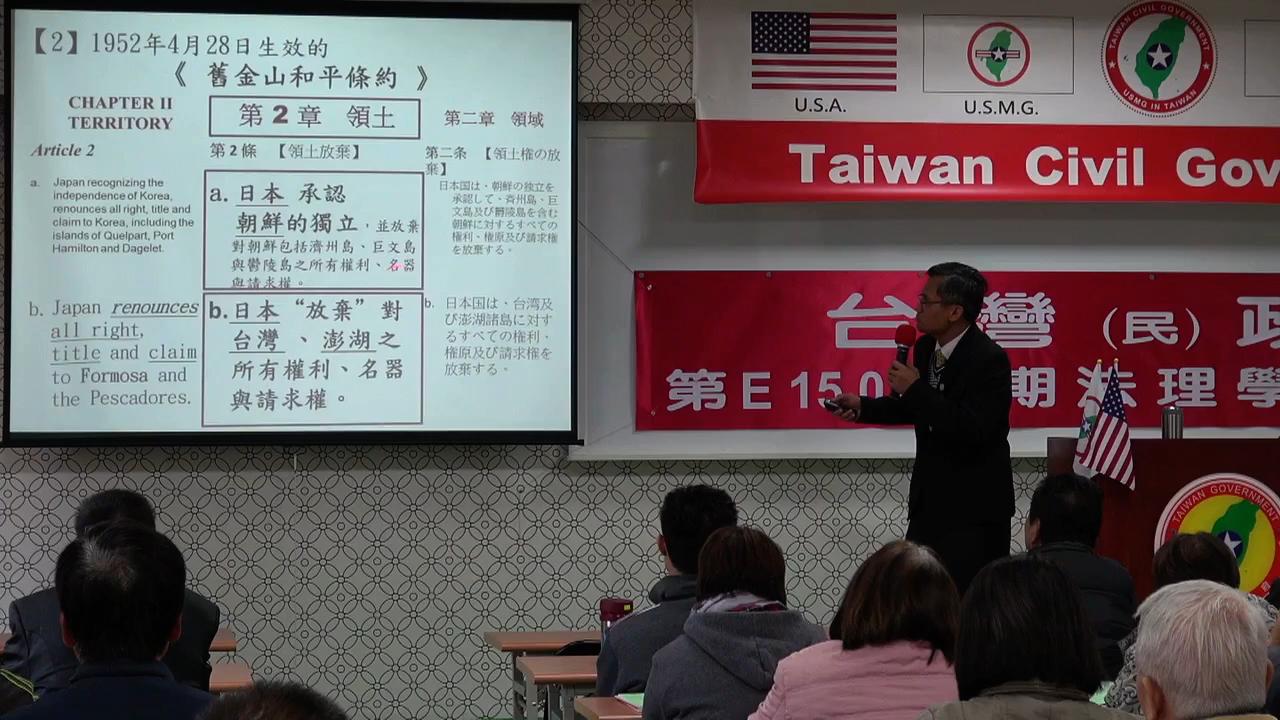 【2】1952年4月28日生效的
《 舊金山和平條約 》
CHAPTER II
TERRITORY
第 2 章 領土
第二章 領域
Article 2
第 2 條 【領土放棄】
第二条 【領土権の放
棄】
a. Japan recognizing the
independence of Korea,
renounces all right, title and
claim to Korea, including the
islands of Quelpart, Port
Hamilton and Dagelet.
a. 日本 承認
朝鮮的獨立，並放棄
對朝鮮包括濟州島、巨文島
與鬱陵島之所有權利、名器
與請求權。
日本国は、朝鮮の独立を
承認して、斉州島、巨
文島及び欝陵島を含む
朝鮮に対するすべての
権利、権原及び請求権
を放棄する。
b. Japan renounces
all right,
title and claim
to Formosa and
the Pescadores.
b. 日本 “放棄” 對
台灣 、澎湖之
所有權利、名器
與請求權。
b. 日本国は、台湾及
び澎湖諸島に対す
るすべての権利、
権原及び請求権を
放棄する。
U.S.A.
U.S.M.G.
TAIWAN CIVIL GOVERNMENT
USMG IN TAIWAN
Taiwan Civil Gov
台灣（民）政
第 E 15.0
期 法 理 學
TAIWAN GOVERNMENT